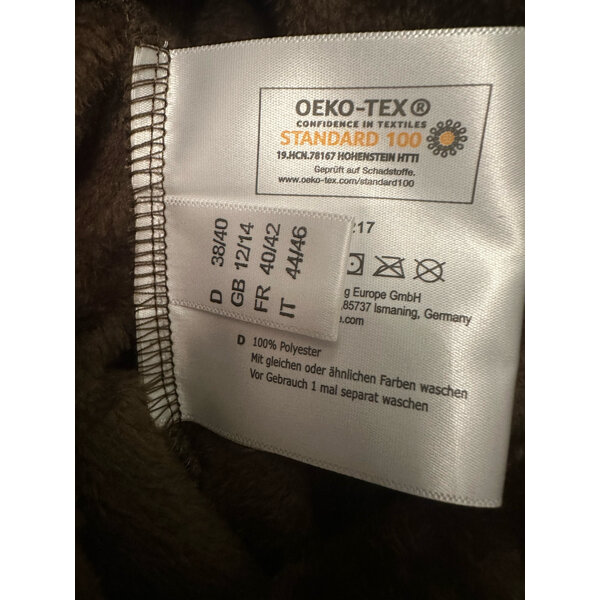 OEKO-TEX®
CONFIDENCE IN TEXTILES
STANDARD 100
19.HCN.78167 HOHENSTEIN HTTI
Geprüft auf Schadstoffe.
www.oeko-tex.com/standard100
217
D 38/40
GB 12/14
FR 40/42
IT 44/46
g Europe GmbH
85737 Ismaning, Germany
.com
D 100% Polyester
Mit gleichen oder ähnlichen Farben waschen
Vor Gebrauch 1 mal separat waschen